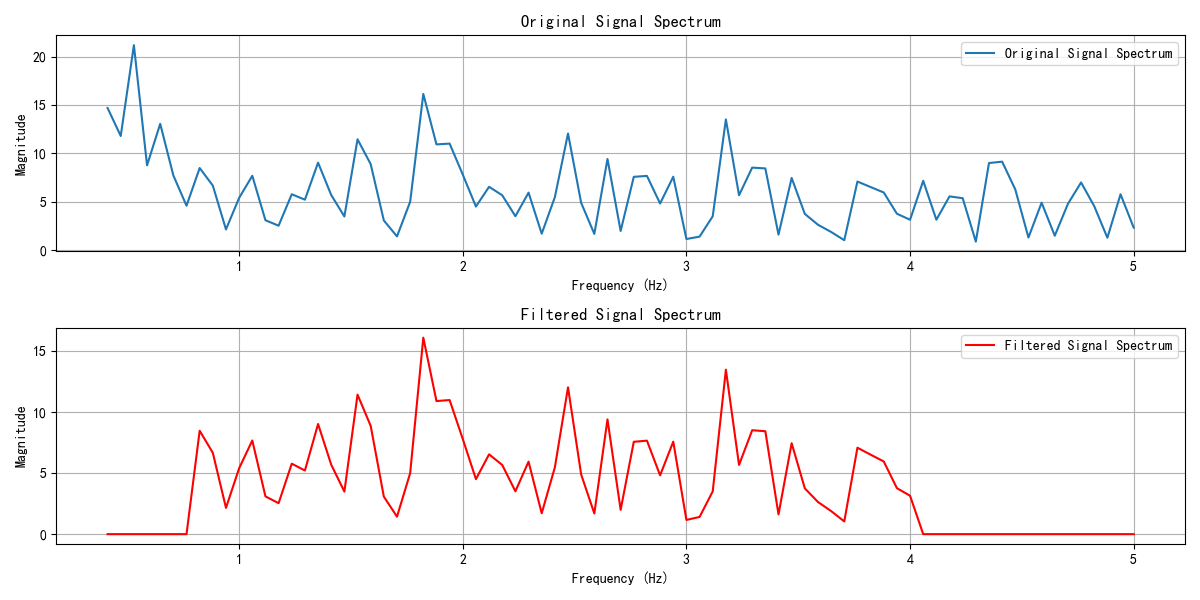 Original Signal Spectrum
Original Signal Spectrum
Magnitude
20
15
10
5
0
1 2 3 4 5
Frequency (Hz)
Filtered Signal Spectrum
Filtered Signal Spectrum
Magnitude
15
10
5
0
1 2 3 4 5
Frequency (Hz)